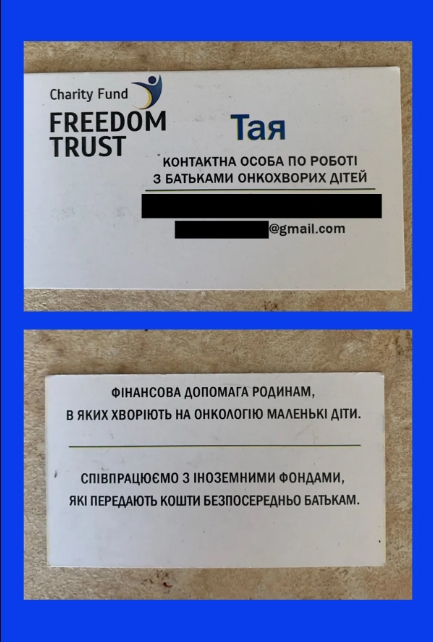 Charity Fund
FREEDOM
TRUST
Тая
КОНТАКТНА ОСОБА ПО РОБОТІ
З БАТЬКАМИ ОНКОХВОРИХ ДІТЕЙ
@gmail.com
ФІНАНСОВА ДОПОМОГА РОДИНАМ,
В ЯКИХ ХВОРІЮТЬ НА ОНКОЛОГІЮ МАЛЕНЬКІ ДІТИ.
СПІВПРАЦЮЄМО З ІНОЗЕМНИМИ ФОНДАМИ,
ЯКІ ПЕРЕДАЮТЬ КОШТИ БЕЗПОСЕРЕДНЬО БАТЬКАМ.